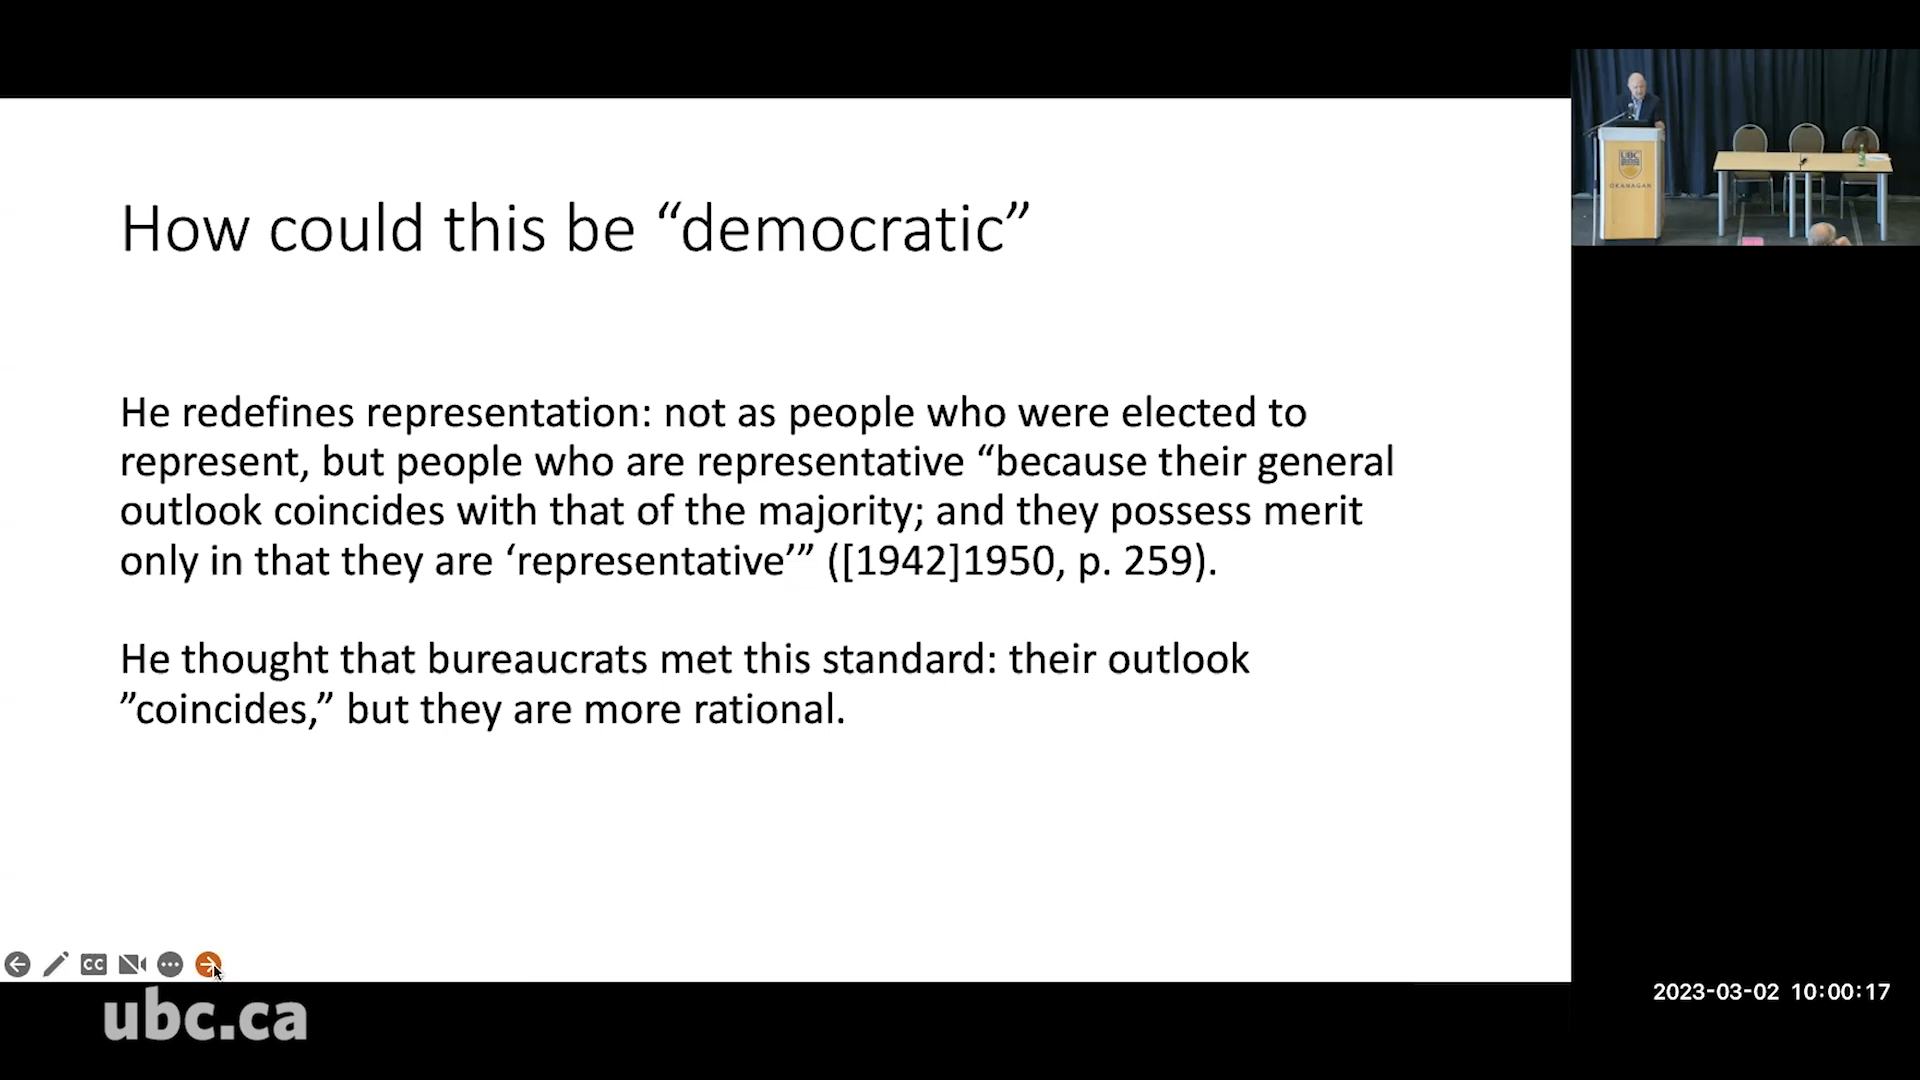 How could this be “democratic”
He redefines representation: not as people who were elected to
represent, but people who are representative “because their general
outlook coincides with that of the majority; and they possess merit
only in that they are ‘representative’” ([1942]1950, p. 259).
He thought that bureaucrats met this standard: their outlook
”coincides,” but they are more rational.
UBC
OKANAGAN
CC
ubc.ca
2023-03-02 10:00:17